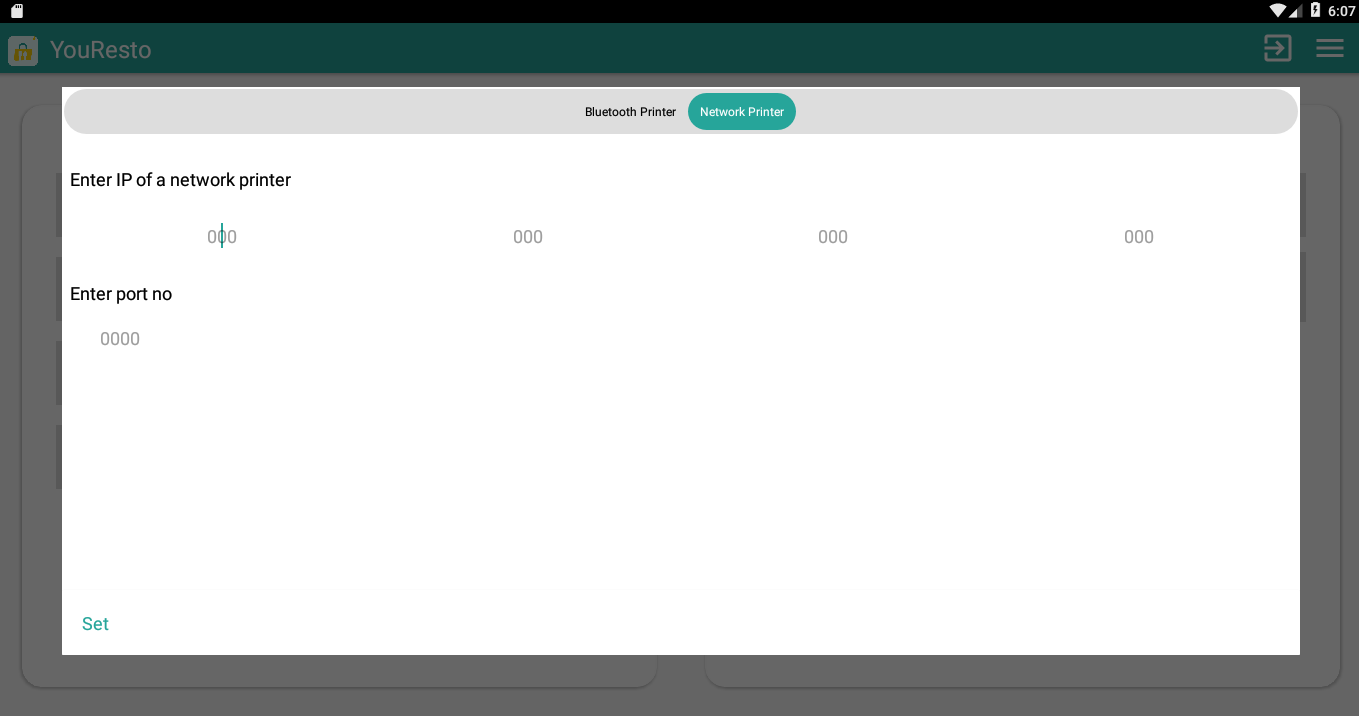 6:07
YouResto
Bluetooth Printer Network Printer
Enter IP of a network printer
000 000 000 000
Enter port no
0000
Set